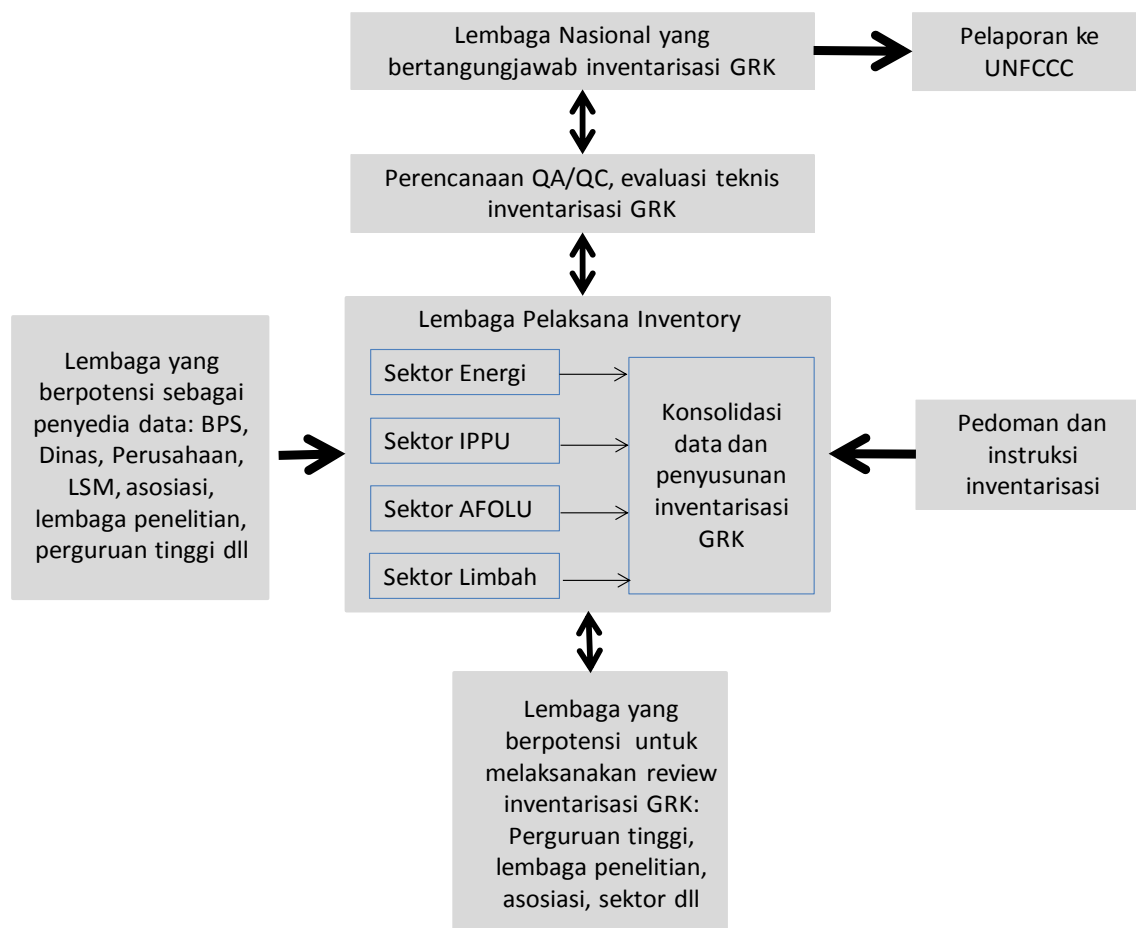 Lembaga Nasional yang
bertangungjawab inventarisasi GRK
Pelaporan ke
UNFCCC
Perencanaan QA/QC, evaluasi teknis
inventarisasi GRK
Lembaga yang
berpotensi sebagai
penyedia data: BPS,
Dinas, Perusahaan,
LSM, asosiasi,
lembaga penelitian,
perguruan tinggi dll
Lembaga Pelaksana Inventory
Sektor Energi
Sektor IPPU
Sektor AFOLU
Sektor Limbah
Konsolidasi
data dan
penyusunan
inventarisasi
GRK
Pedoman dan
instruksi
inventarisasi
Lembaga yang
berpotensi untuk
melaksanakan review
inventarisasi GRK:
Perguruan tinggi,
lembaga penelitian,
asosiasi, sektor dll